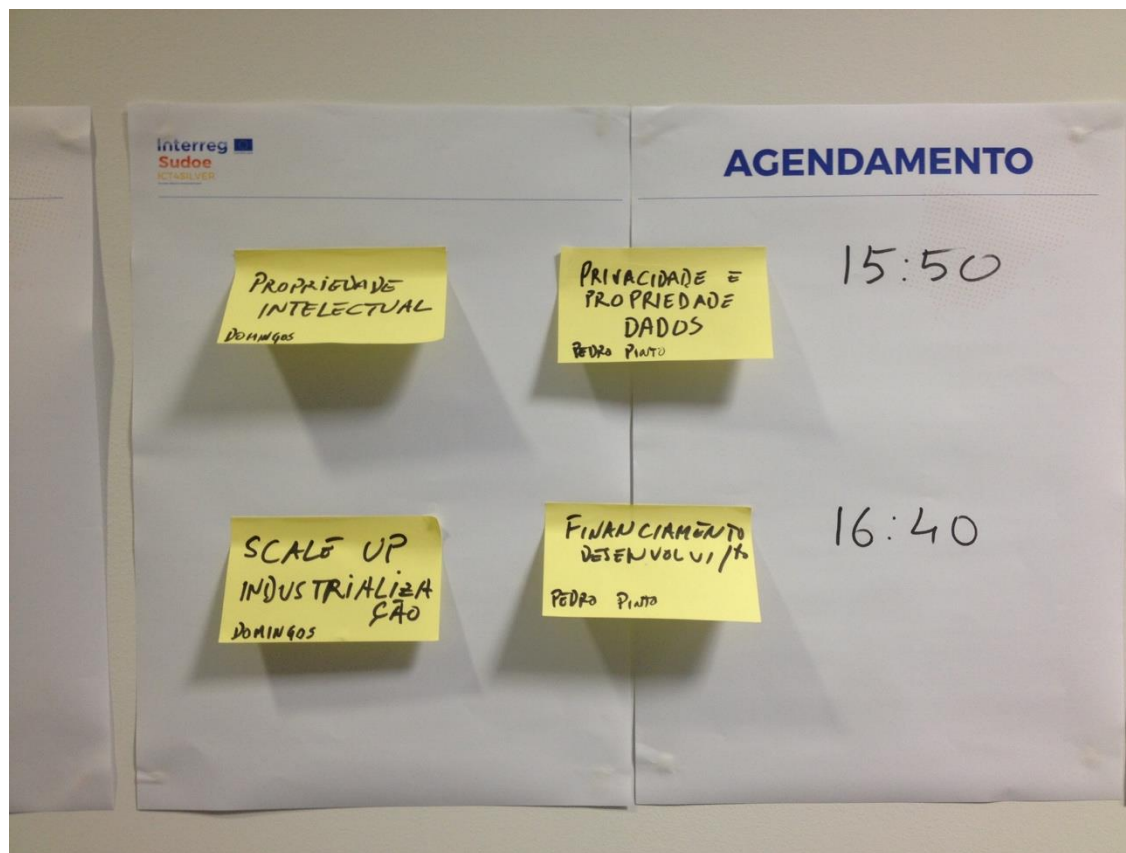 Interreg
Sudoe
ICT4SILVER
AGENDAMENTO
PROPRIEDADE
INTELECTUAL
DOMINGOS
PRIVACIDADE E
PROPRIEDADE
DADOS
PEDRO PINTO
15:50
SCALE UP
INDUSTRIALIZA
ÇÃO
DOMINGOS
FINANCIAMENTO
DESENVOLVI/to
PEDRO PINTO
16:40